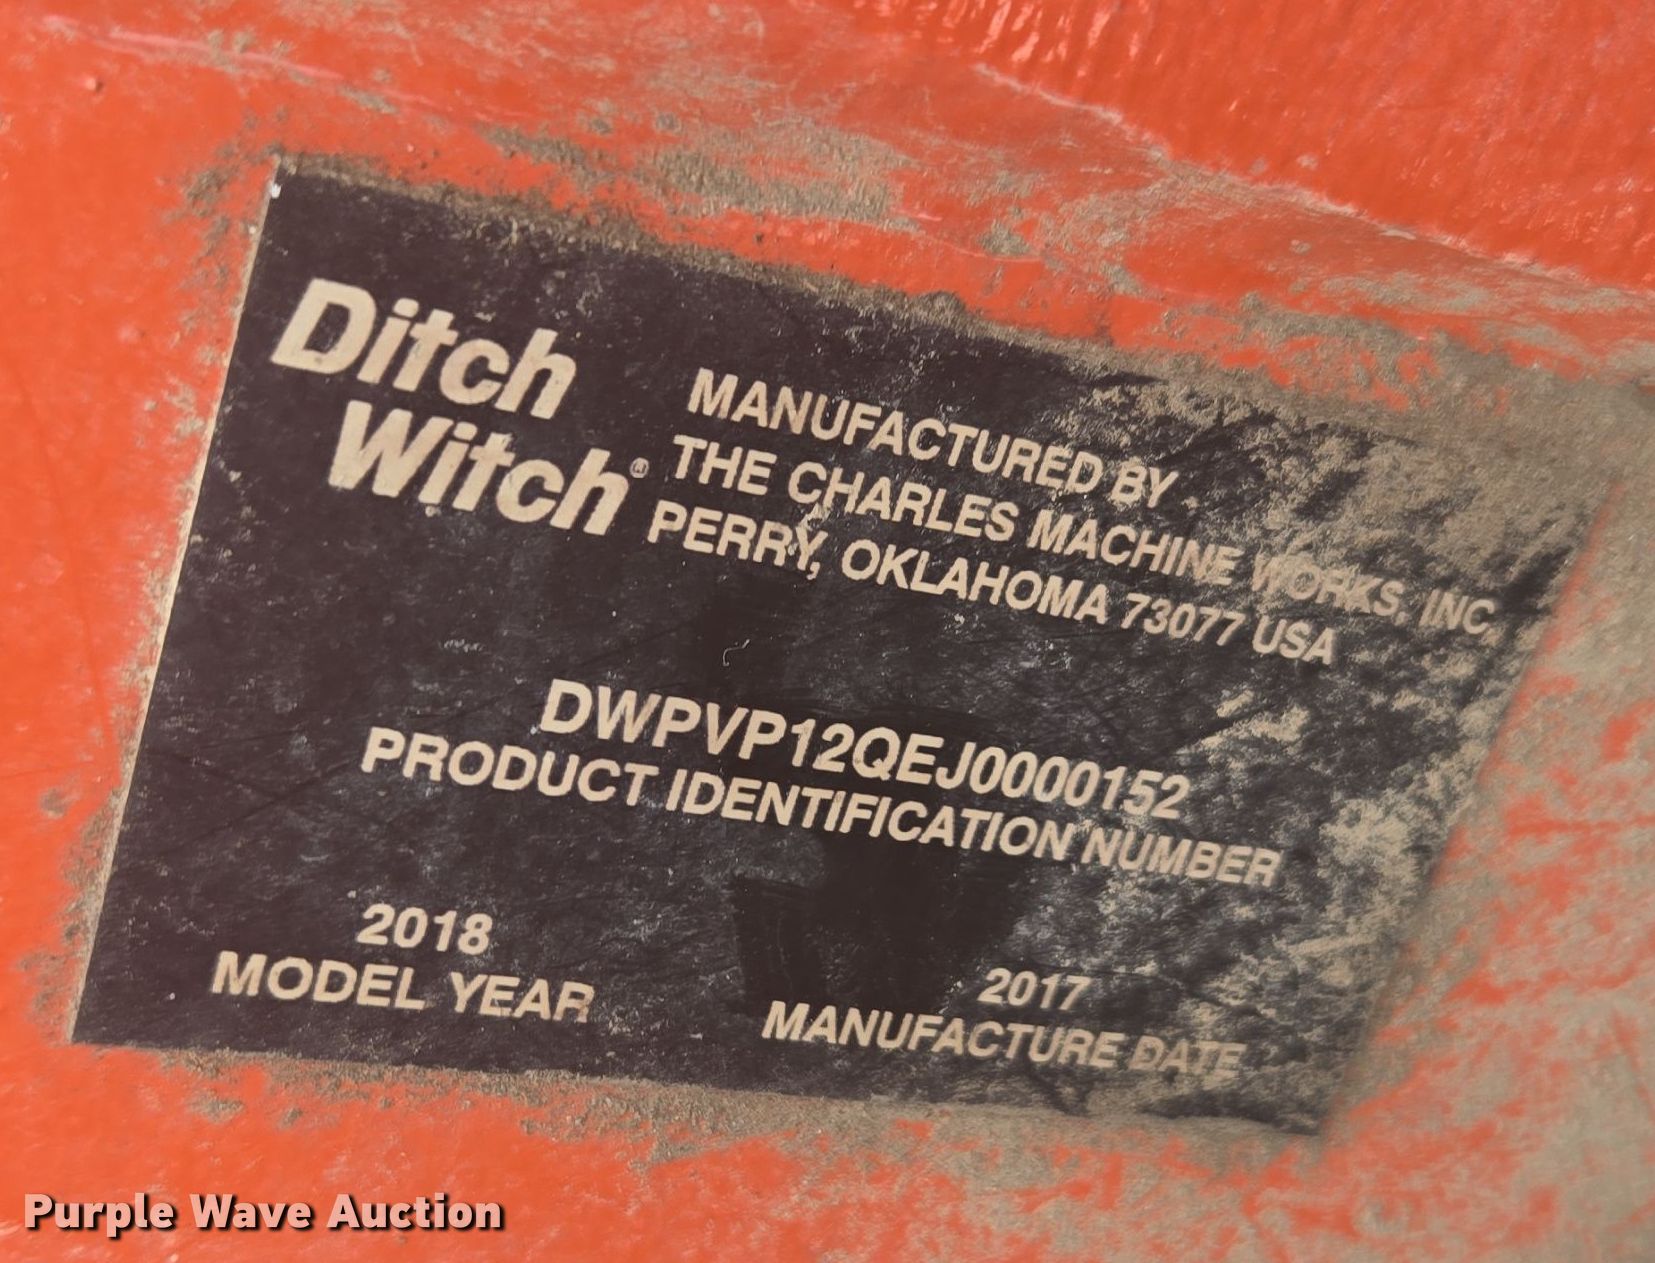 Ditch
Witch®
MANUFACTURED BY
THE CHARLES MACHINE WORKS, INC.
PERRY, OKLAHOMA 73077 USA
DWPVP12QEJ0000152
PRODUCT IDENTIFICATION NUMBER
2018
MODEL YEAR
2017
MANUFACTURE DATE
Purple Wave Auction